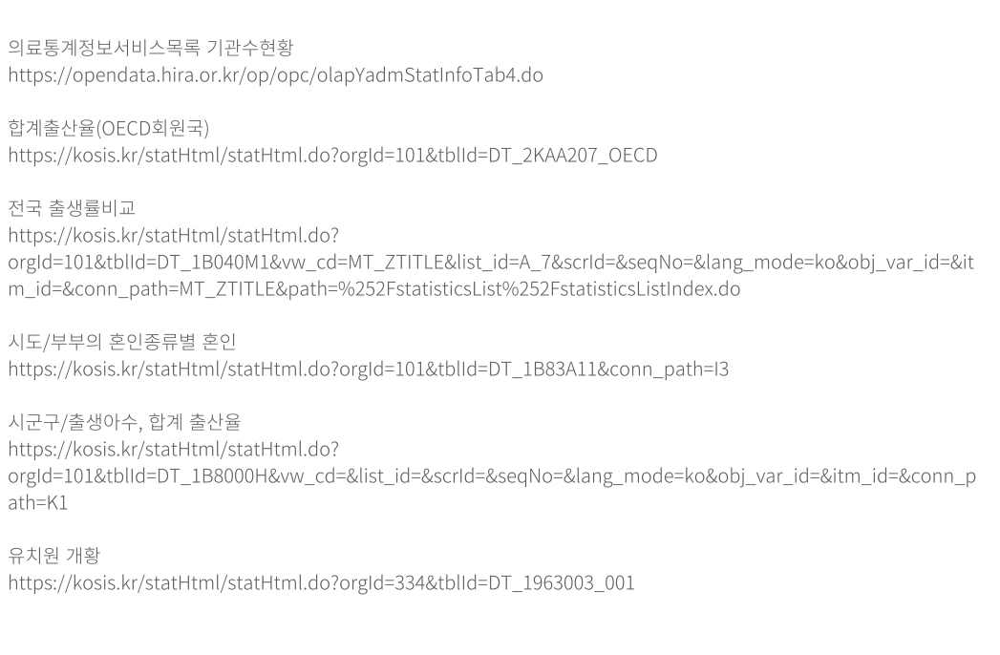 의료통계정보서비스목록 기관수현황
https://opendata.hira.or.kr/op/opc/olapYadmStatInfoTab4.do
합계출산율(OECD회원국)
https://kosis.kr/statHtml/statHtml.do?orgId=101&tblId=DT_2KAA207_OECD
전국 출생률비교
https://kosis.kr/statHtml/statHtml.do?
orgId=101&tblId=DT_1B040M1&vw_cd=MT_ZTITLE&list_id=A_7&scrId=&seqNo=&lang_mode=ko&obj_var_id=&it
m_id=&conn_path=MT_ZTITLE&path=%252FstatisticsList%252FstatisticsListIndex.do
시도/부부의 혼인종류별 혼인
https://kosis.kr/statHtml/statHtml.do?orgId=101&tblId=DT_1B83A11&conn_path=I3
시군구/출생아수, 합계 출산율
https://kosis.kr/statHtml/statHtml.do?
orgId=101&tblId=DT_1B8000H&vw_cd=&list_id=&scrId=&seqNo=&lang_mode=ko&obj_var_id=&itm_id=&conn_p
ath=K1
유치원 개황
https://kosis.kr/statHtml/statHtml.do?orgId=334&tblId=DT_1963003_001